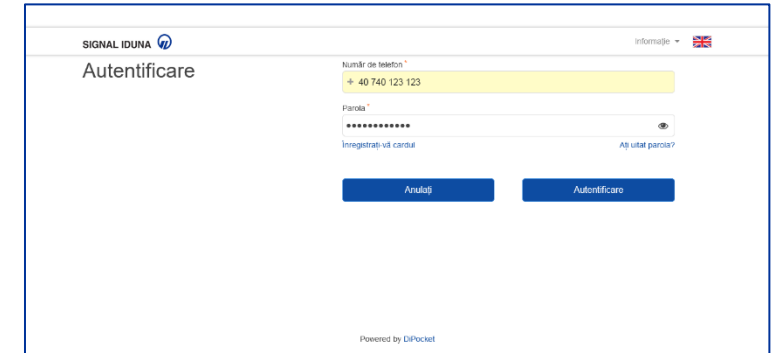 SIGNAL IDUNA
Informație
Autentificare
Număr de telefon *
+ 40 740 123 123
Parola *
••••••••••••
Înregistrați-vă cardul
Ați uitat parola?
Anulați
Autentificare
Powered by DiPocket